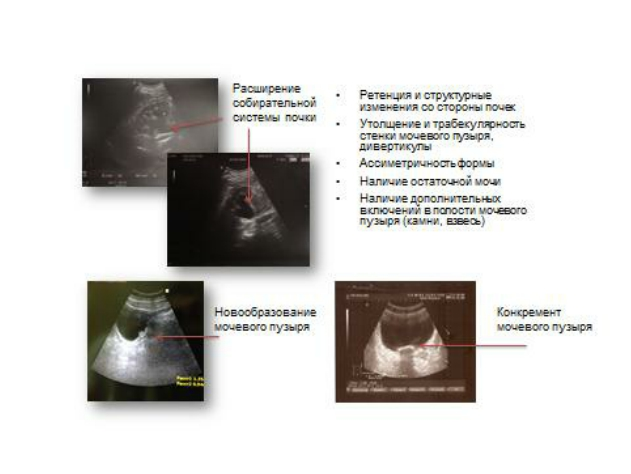 Расширение
собирательной
системы почки
• Ретенция и структурные
изменения со стороны почек
• Утолщение и трабекулярность
стенки мочевого пузыря,
дивертикулы
• Ассиметричность формы
• Наличие остаточной мочи
• Наличие дополнительных
включений в полости мочевого
пузыря (камни, взвесь)
Новообразование
мочевого пузыря
Конкремент
мочевого пузыря